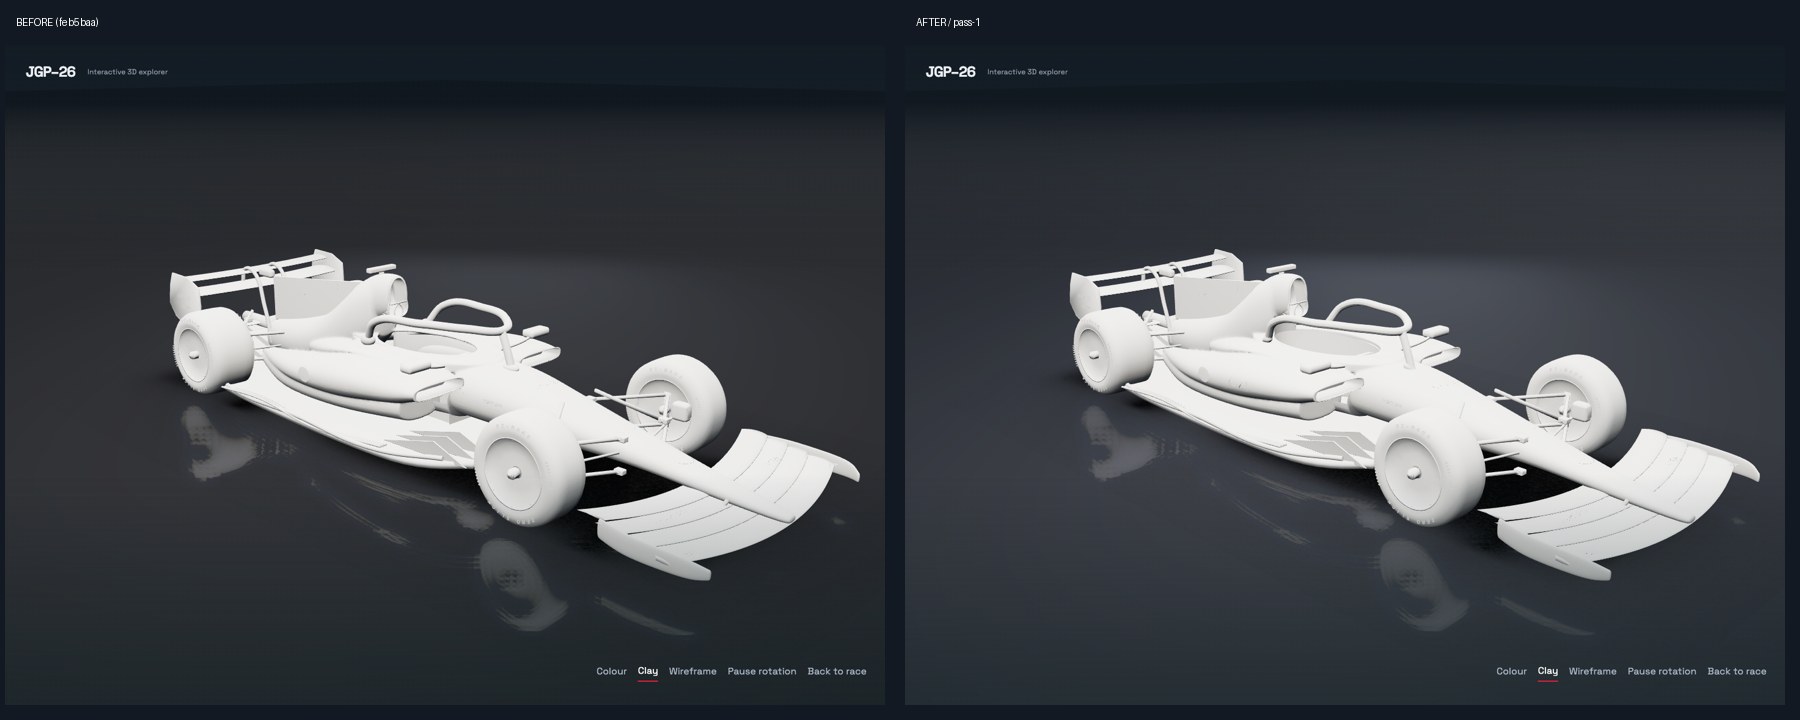 BEFORE (feb5baa)
JGP-26 Interactive 3D explorer
Colour Clay Wireframe Pause rotation Back to race
AFTER / pass-1
JGP-26 Interactive 3D explorer
Colour Clay Wireframe Pause rotation Back to race